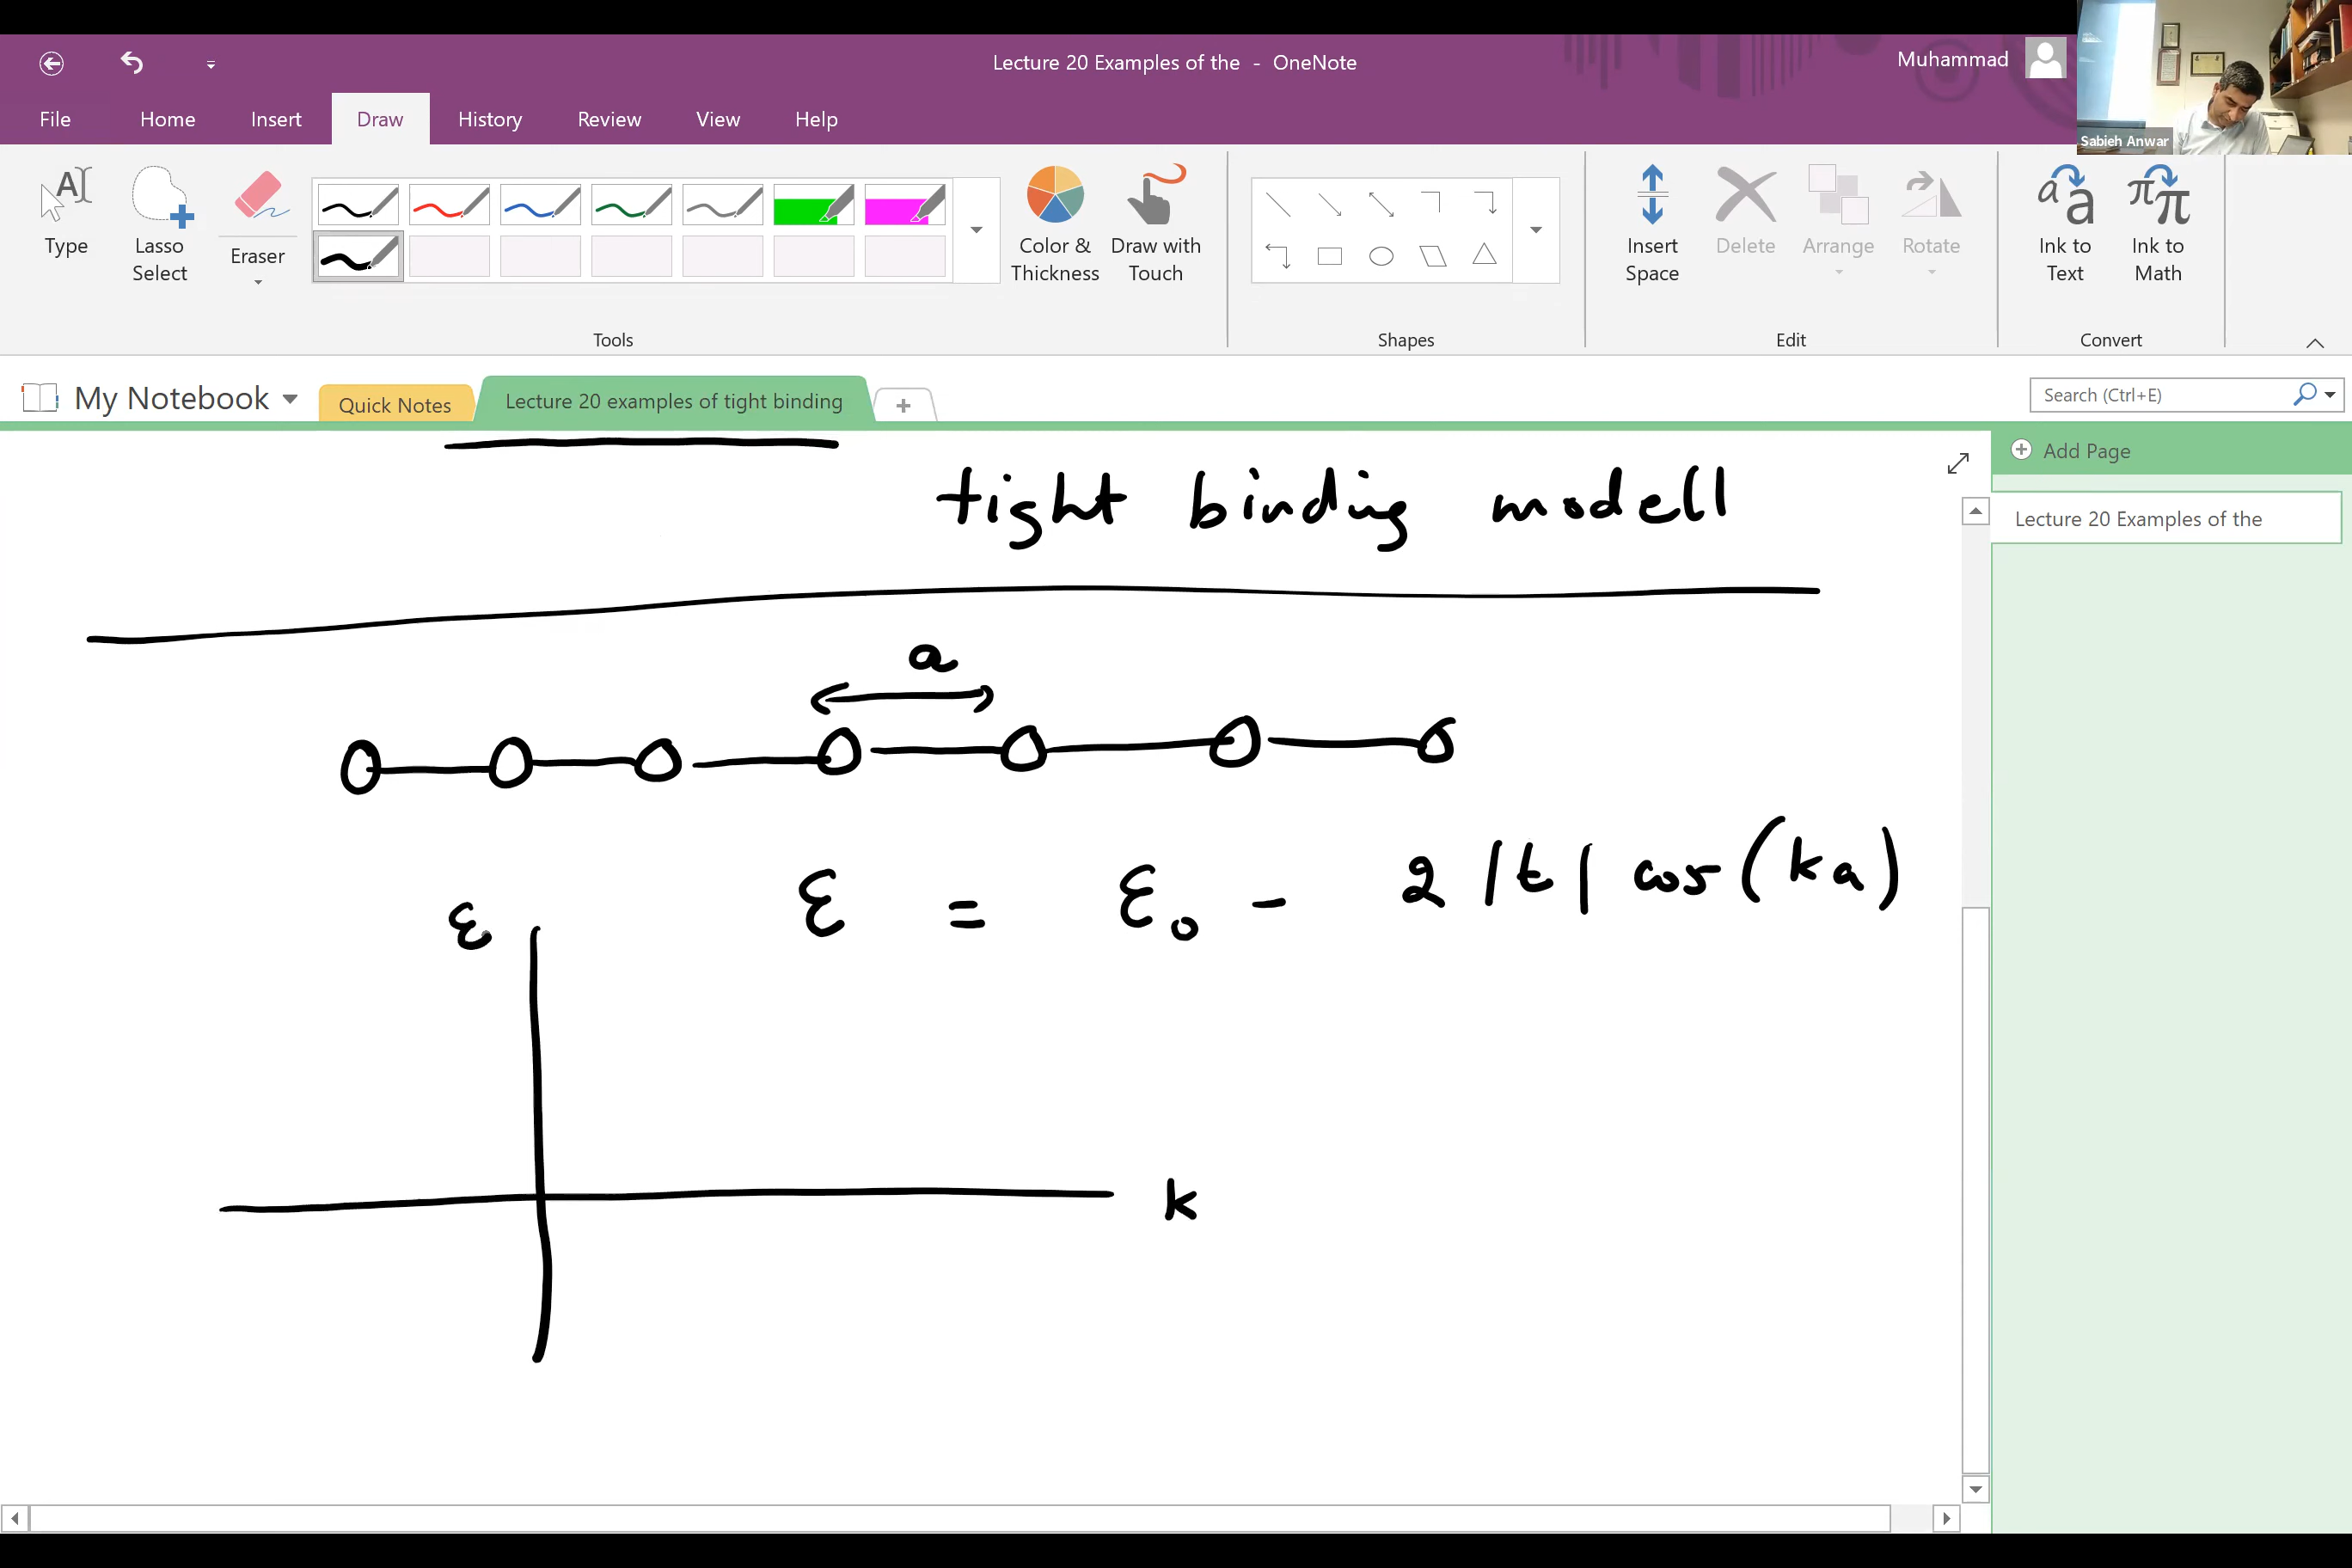 Lecture 20 Examples of the - OneNote
Muhammad
Sabieh Anwar
File Home Insert Draw History Review View Help
Type
Lasso Select
Eraser
Color & Thickness
Draw with Touch
Insert Space
Delete
Arrange
Rotate
Ink to Text
Ink to Math
Tools Shapes Edit Convert
My Notebook
Quick Notes
Lecture 20 examples of tight binding
Search (Ctrl+E)
Add Page
Lecture 20 Examples of the
tight binding modell
a
ε = ε₀ - 2 |t| cos (ka)
ε
k